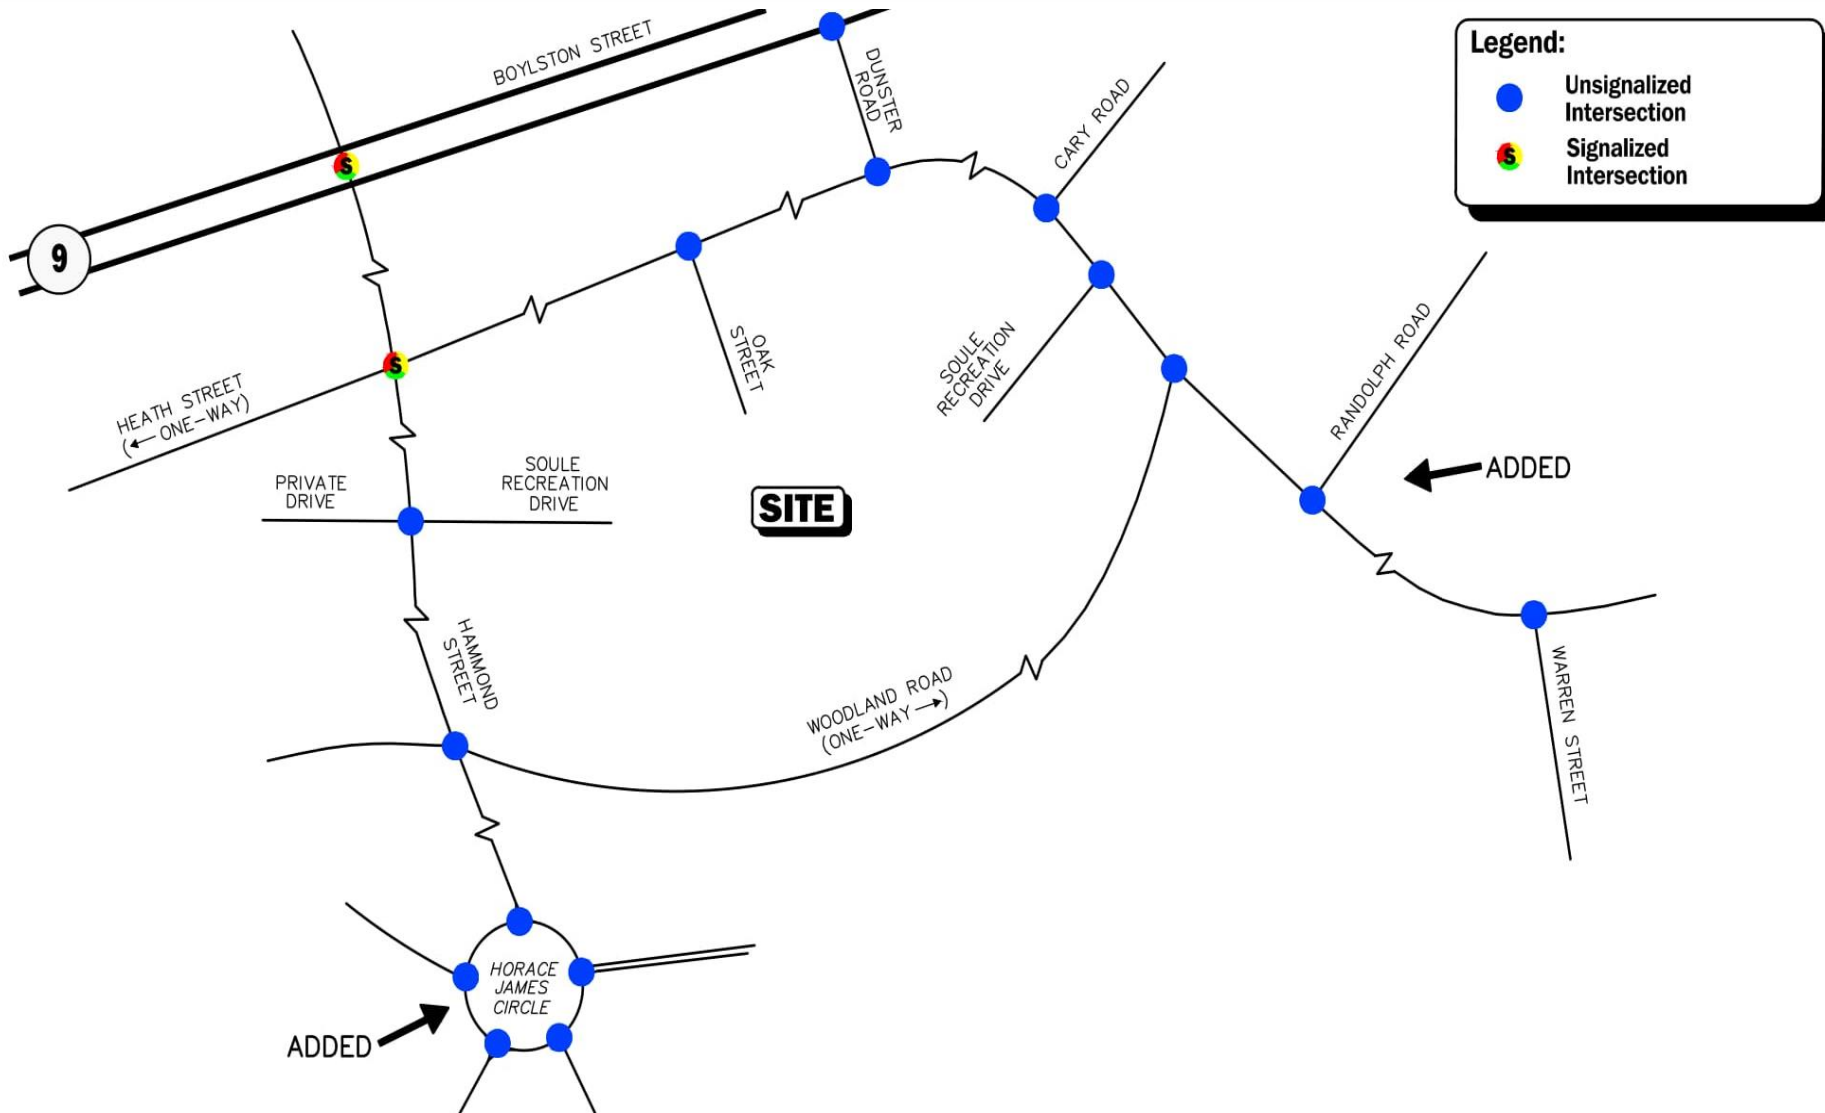 BOYLSTON STREET
DUNSTER
ROAD
CARY ROAD
Legend:
Unsignalized
Intersection
S
Signalized
Intersection
S
9
HEATH STREET
(← ONE-WAY)
S
OAK
STREET
SOULE
RECREATION
DRIVE
RANDOLPH ROAD
ADDED
PRIVATE
DRIVE
SOULE
RECREATION
DRIVE
SITE
HAMMOND
STREET
WOODLAND ROAD
(ONE-WAY →)
WARREN STREET
HORACE
JAMES
CIRCLE
ADDED